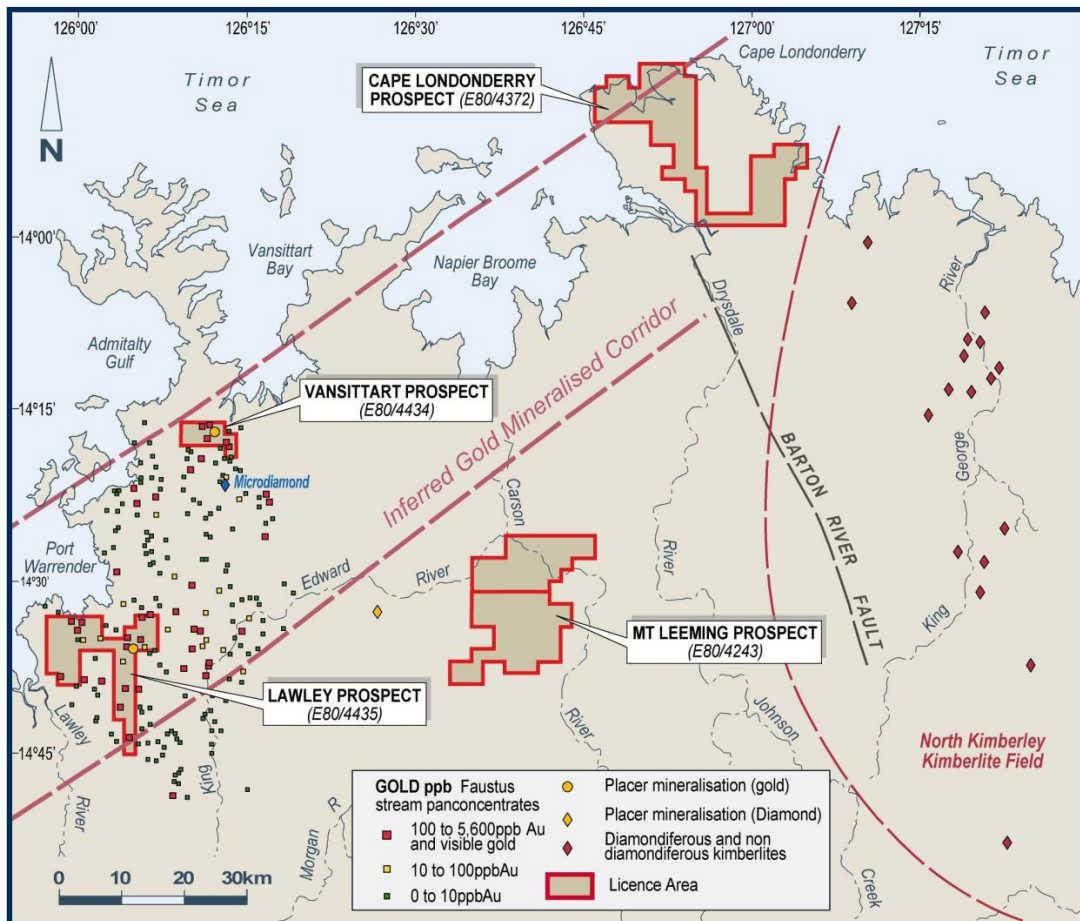 126°00'
126°15'
126°30'
126°45'
127°00'
127°15'
Timor
Sea
Cape Londonderry
Timor
Sea
CAPE LONDONDERRY
PROSPECT (E80/4372)
N
14°00'
Vansittart
Bay
Napier Broome
Bay
Drysdale
River
Admitalty
Gulf
VANSITTART PROSPECT
(E80/4434)
14°15'
Inferred Gold Mineralised Corridor
BARTON RIVER FAULT
George
Microdiamond
Carson
Port
Warrender
14°30'
Edward
River
River
King
MT LEEMING PROSPECT
(E80/4243)
LAWLEY PROSPECT
(E80/4435)
Lawley
River
King
River
Johnson
14°45'
North Kimberley
Kimberlite Field
Morgan
R
Creek
GOLD ppb Faustus
stream panconcentrates
100 to 5,600ppb Au
and visible gold
10 to 100ppbAu
0 to 10ppbAu
Placer mineralisation (gold)
Placer mineralisation (Diamond)
Diamondiferous and non
diamondiferous kimberlites
Licence Area
0 10 20 30km